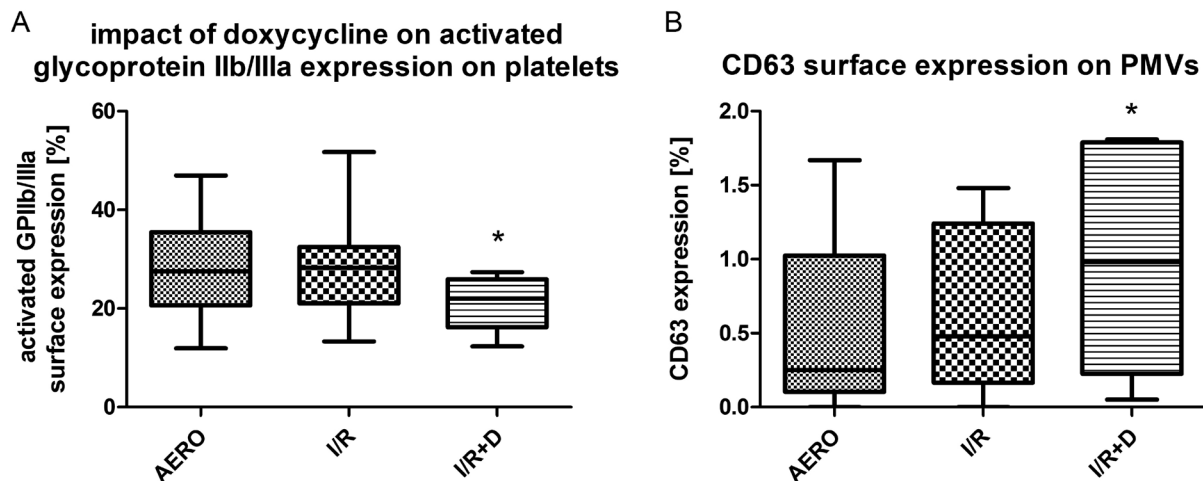 A
impact of doxycycline on activated
glycoprotein IIb/IIIa expression on platelets
activated GPIIb/IIIa
surface expression [%]
60
40
20
0
*
AERO
I/R
I/R+D
B
CD63 surface expression on PMVs
CD63 expression [%]
2.0
1.5
1.0
0.5
0.0
*
AERO
I/R
I/R+D